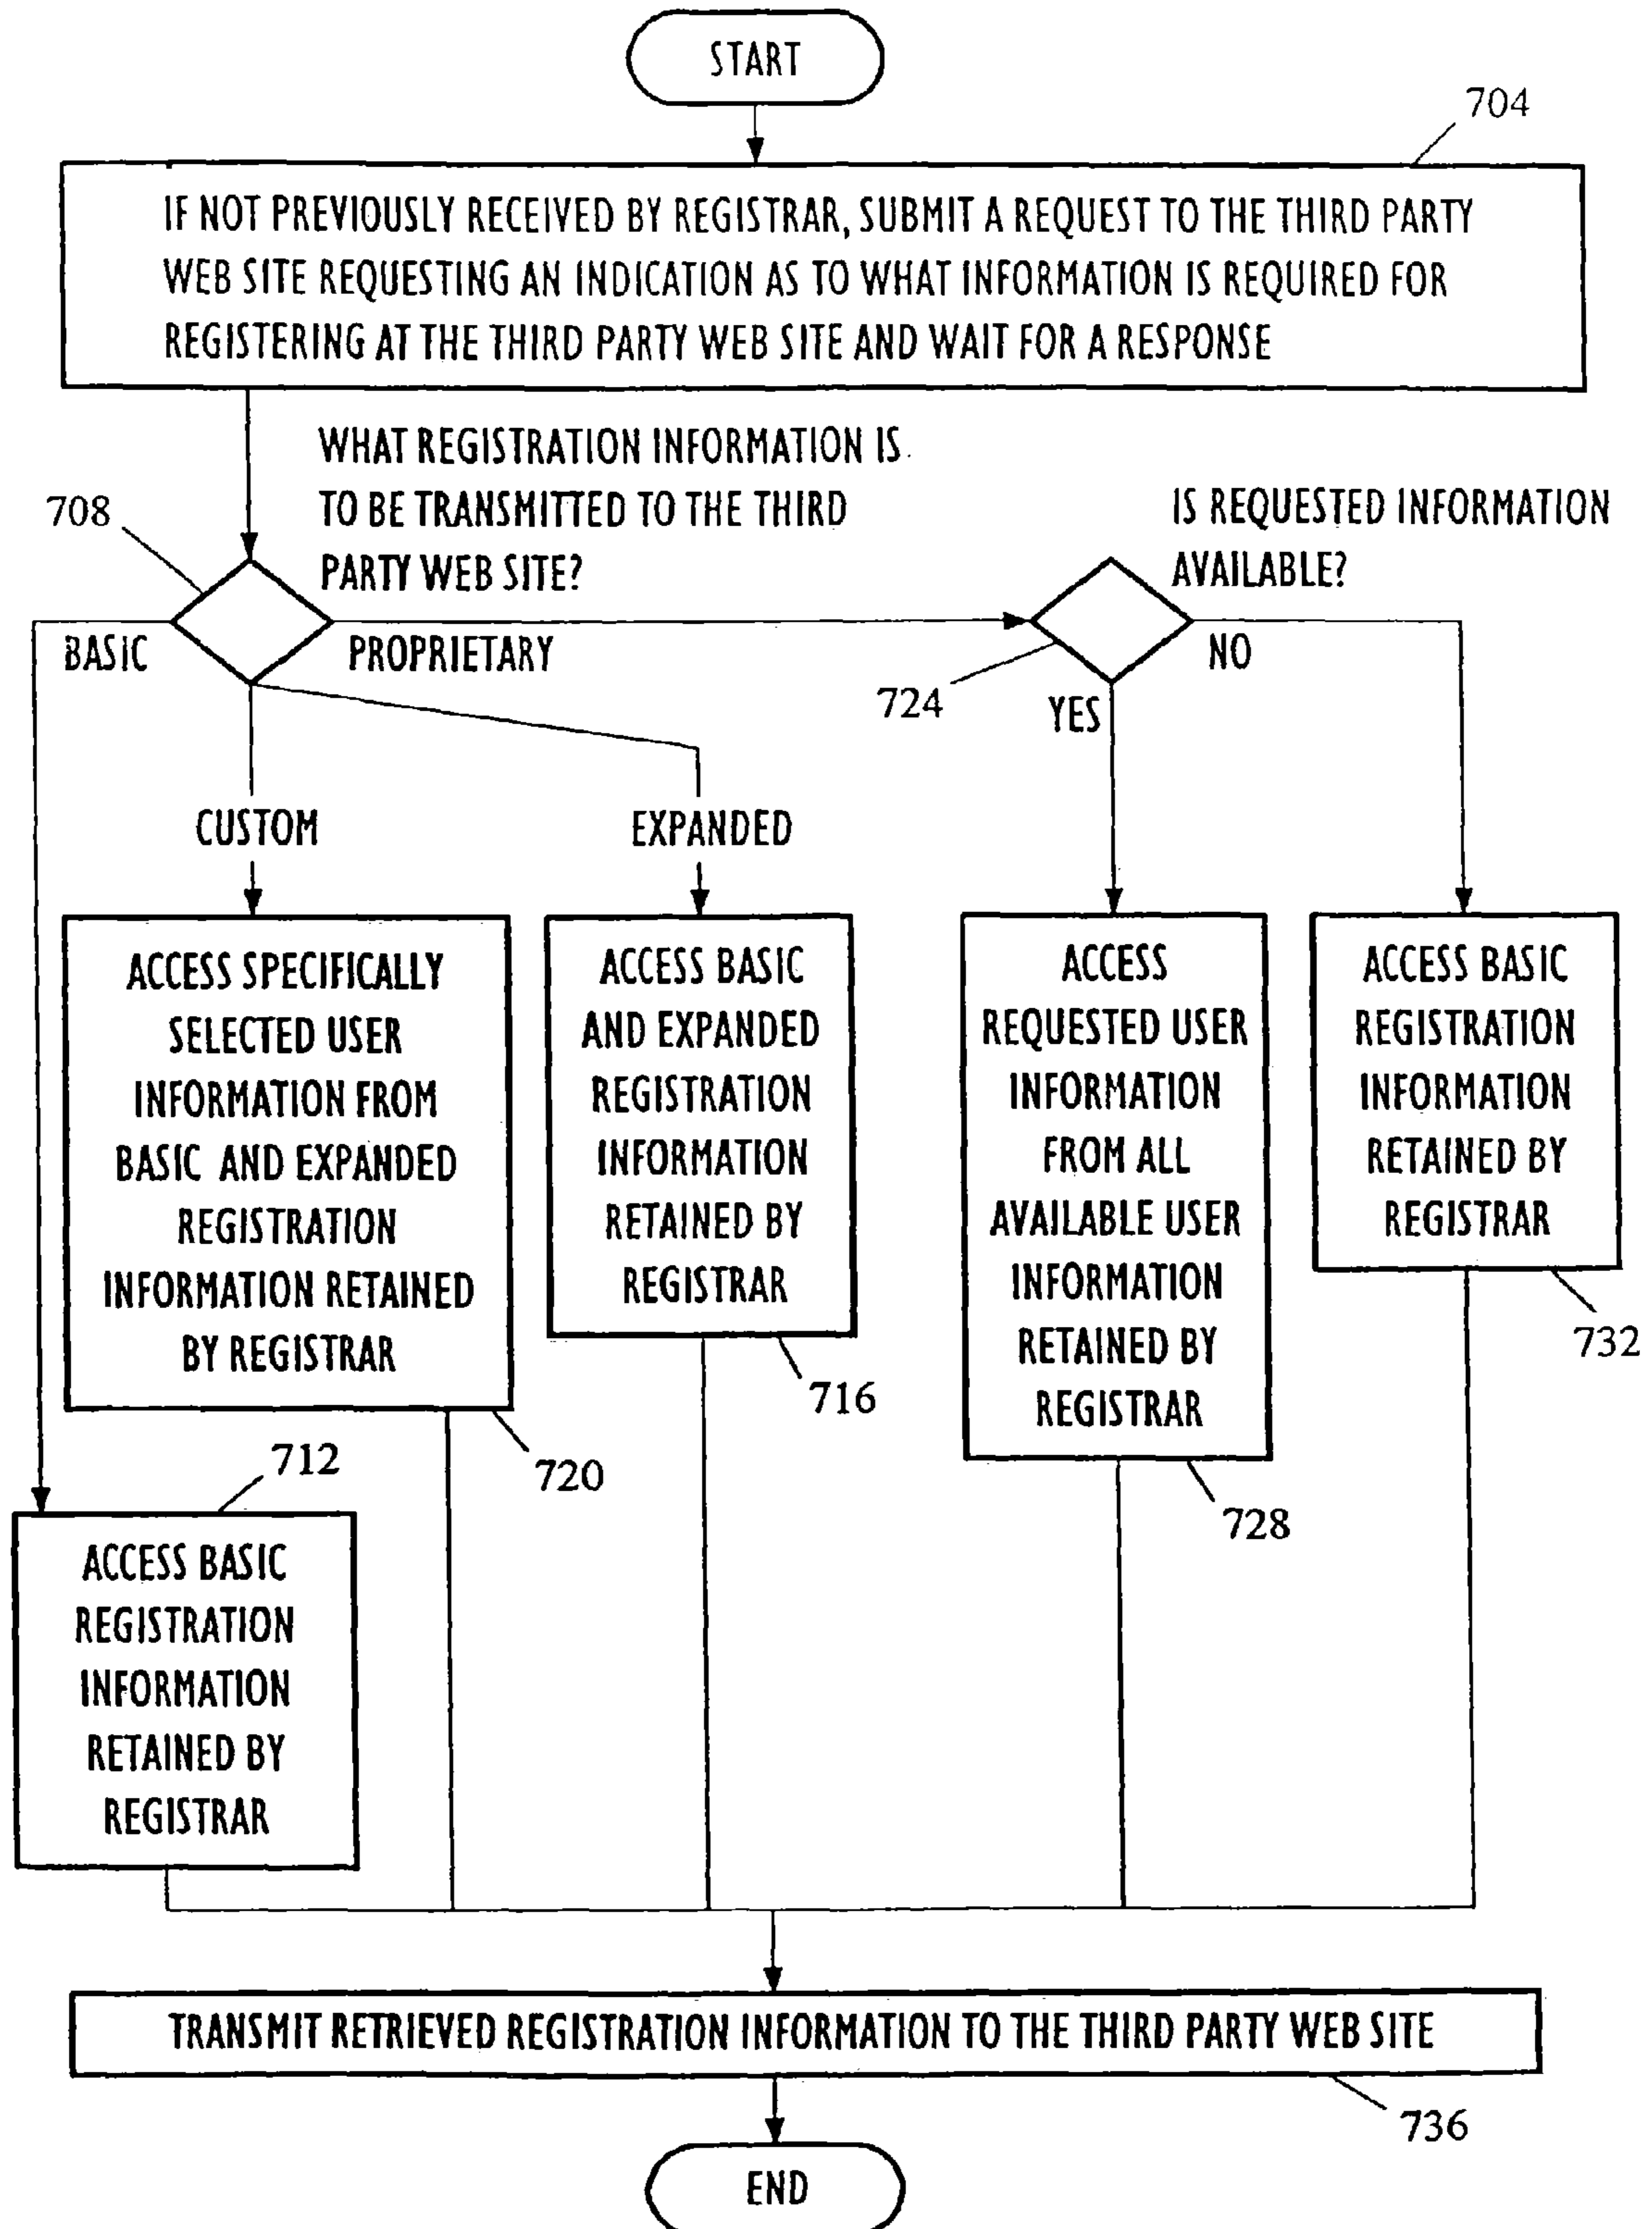 START
704
IF NOT PREVIOUSLY RECEIVED BY REGISTRAR, SUBMIT A REQUEST TO THE THIRD PARTY
WEB SITE REQUESTING AN INDICATION AS TO WHAT INFORMATION IS REQUIRED FOR
REGISTERING AT THE THIRD PARTY WEB SITE AND WAIT FOR A RESPONSE
WHAT REGISTRATION INFORMATION IS
TO BE TRANSMITTED TO THE THIRD
PARTY WEB SITE?
708
IS REQUESTED INFORMATION
AVAILABLE?
BASIC
PROPRIETARY
724
NO
YES
CUSTOM
EXPANDED
ACCESS SPECIFICALLY
SELECTED USER
INFORMATION FROM
BASIC AND EXPANDED
REGISTRATION
INFORMATION RETAINED
BY REGISTRAR
720
ACCESS BASIC
AND EXPANDED
REGISTRATION
INFORMATION
RETAINED BY
REGISTRAR
716
ACCESS
REQUESTED USER
INFORMATION
FROM ALL
AVAILABLE USER
INFORMATION
RETAINED BY
REGISTRAR
728
ACCESS BASIC
REGISTRATION
INFORMATION
RETAINED BY
REGISTRAR
732
712
ACCESS BASIC
REGISTRATION
INFORMATION
RETAINED BY
REGISTRAR
TRANSMIT RETRIEVED REGISTRATION INFORMATION TO THE THIRD PARTY WEB SITE
736
END